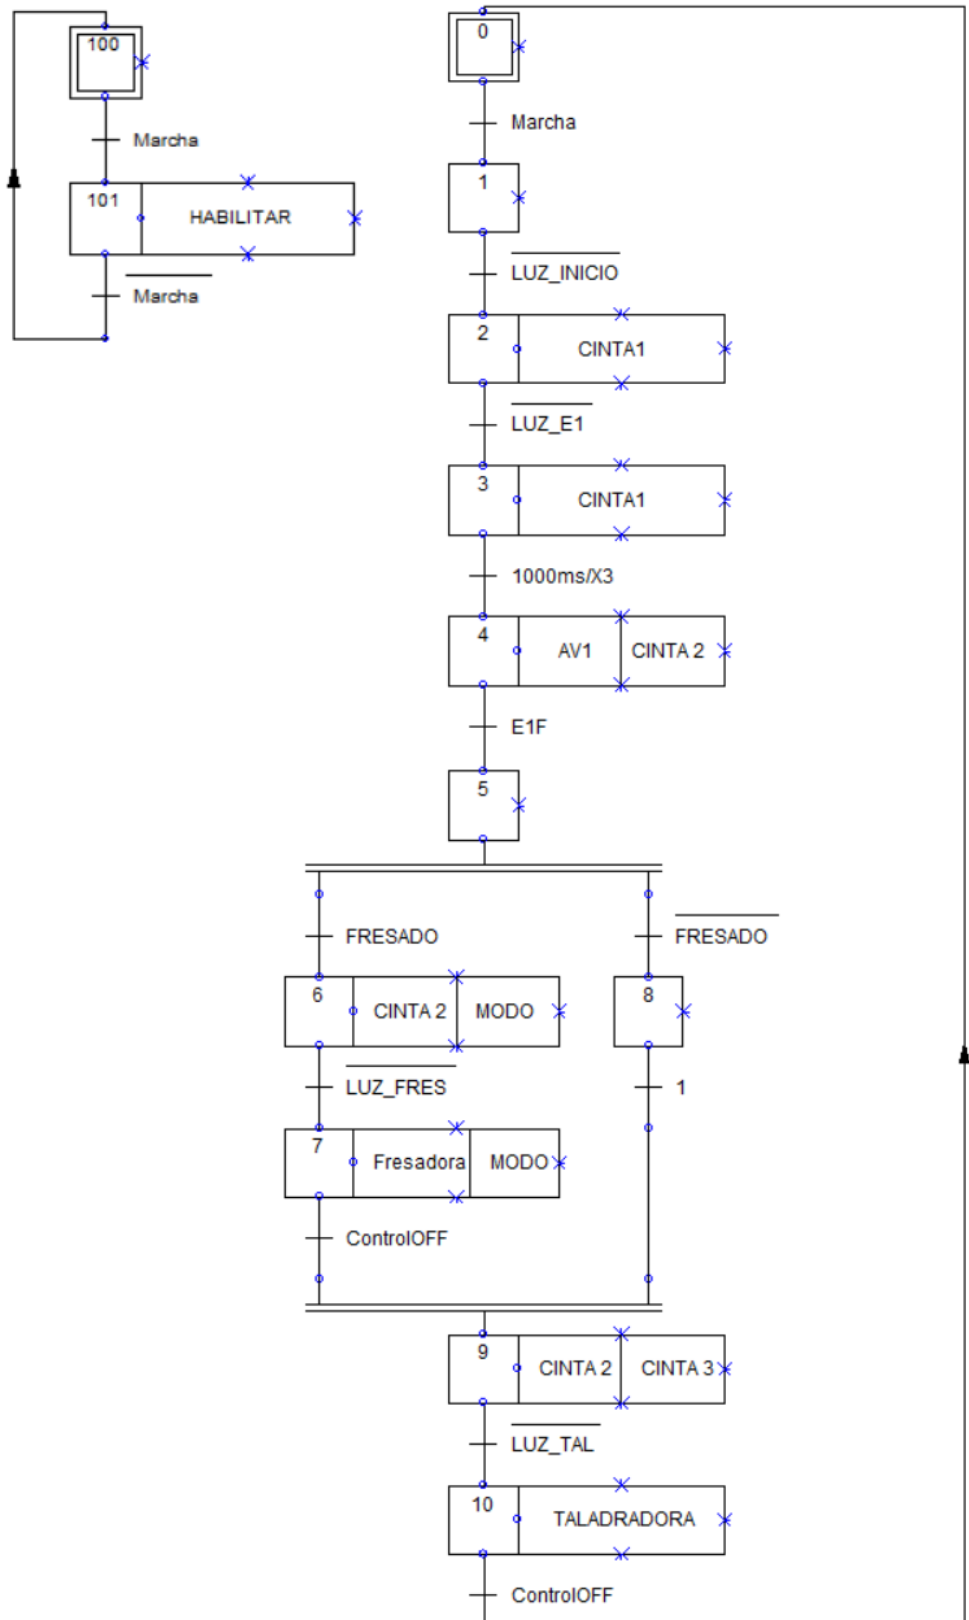 100
Marcha
101 HABILITAR
Marcha
0
Marcha
1
LUZ_INICIO
2 CINTA1
LUZ_E1
3 CINTA1
1000ms/X3
4 AV1 CINTA 2
E1F
5
FRESADO FRESADO
6 CINTA 2 MODO 8
LUZ_FRES 1
7 Fresadora MODO
ControlOFF
9 CINTA 2 CINTA 3
LUZ_TAL
10 TALADRADORA
ControlOFF